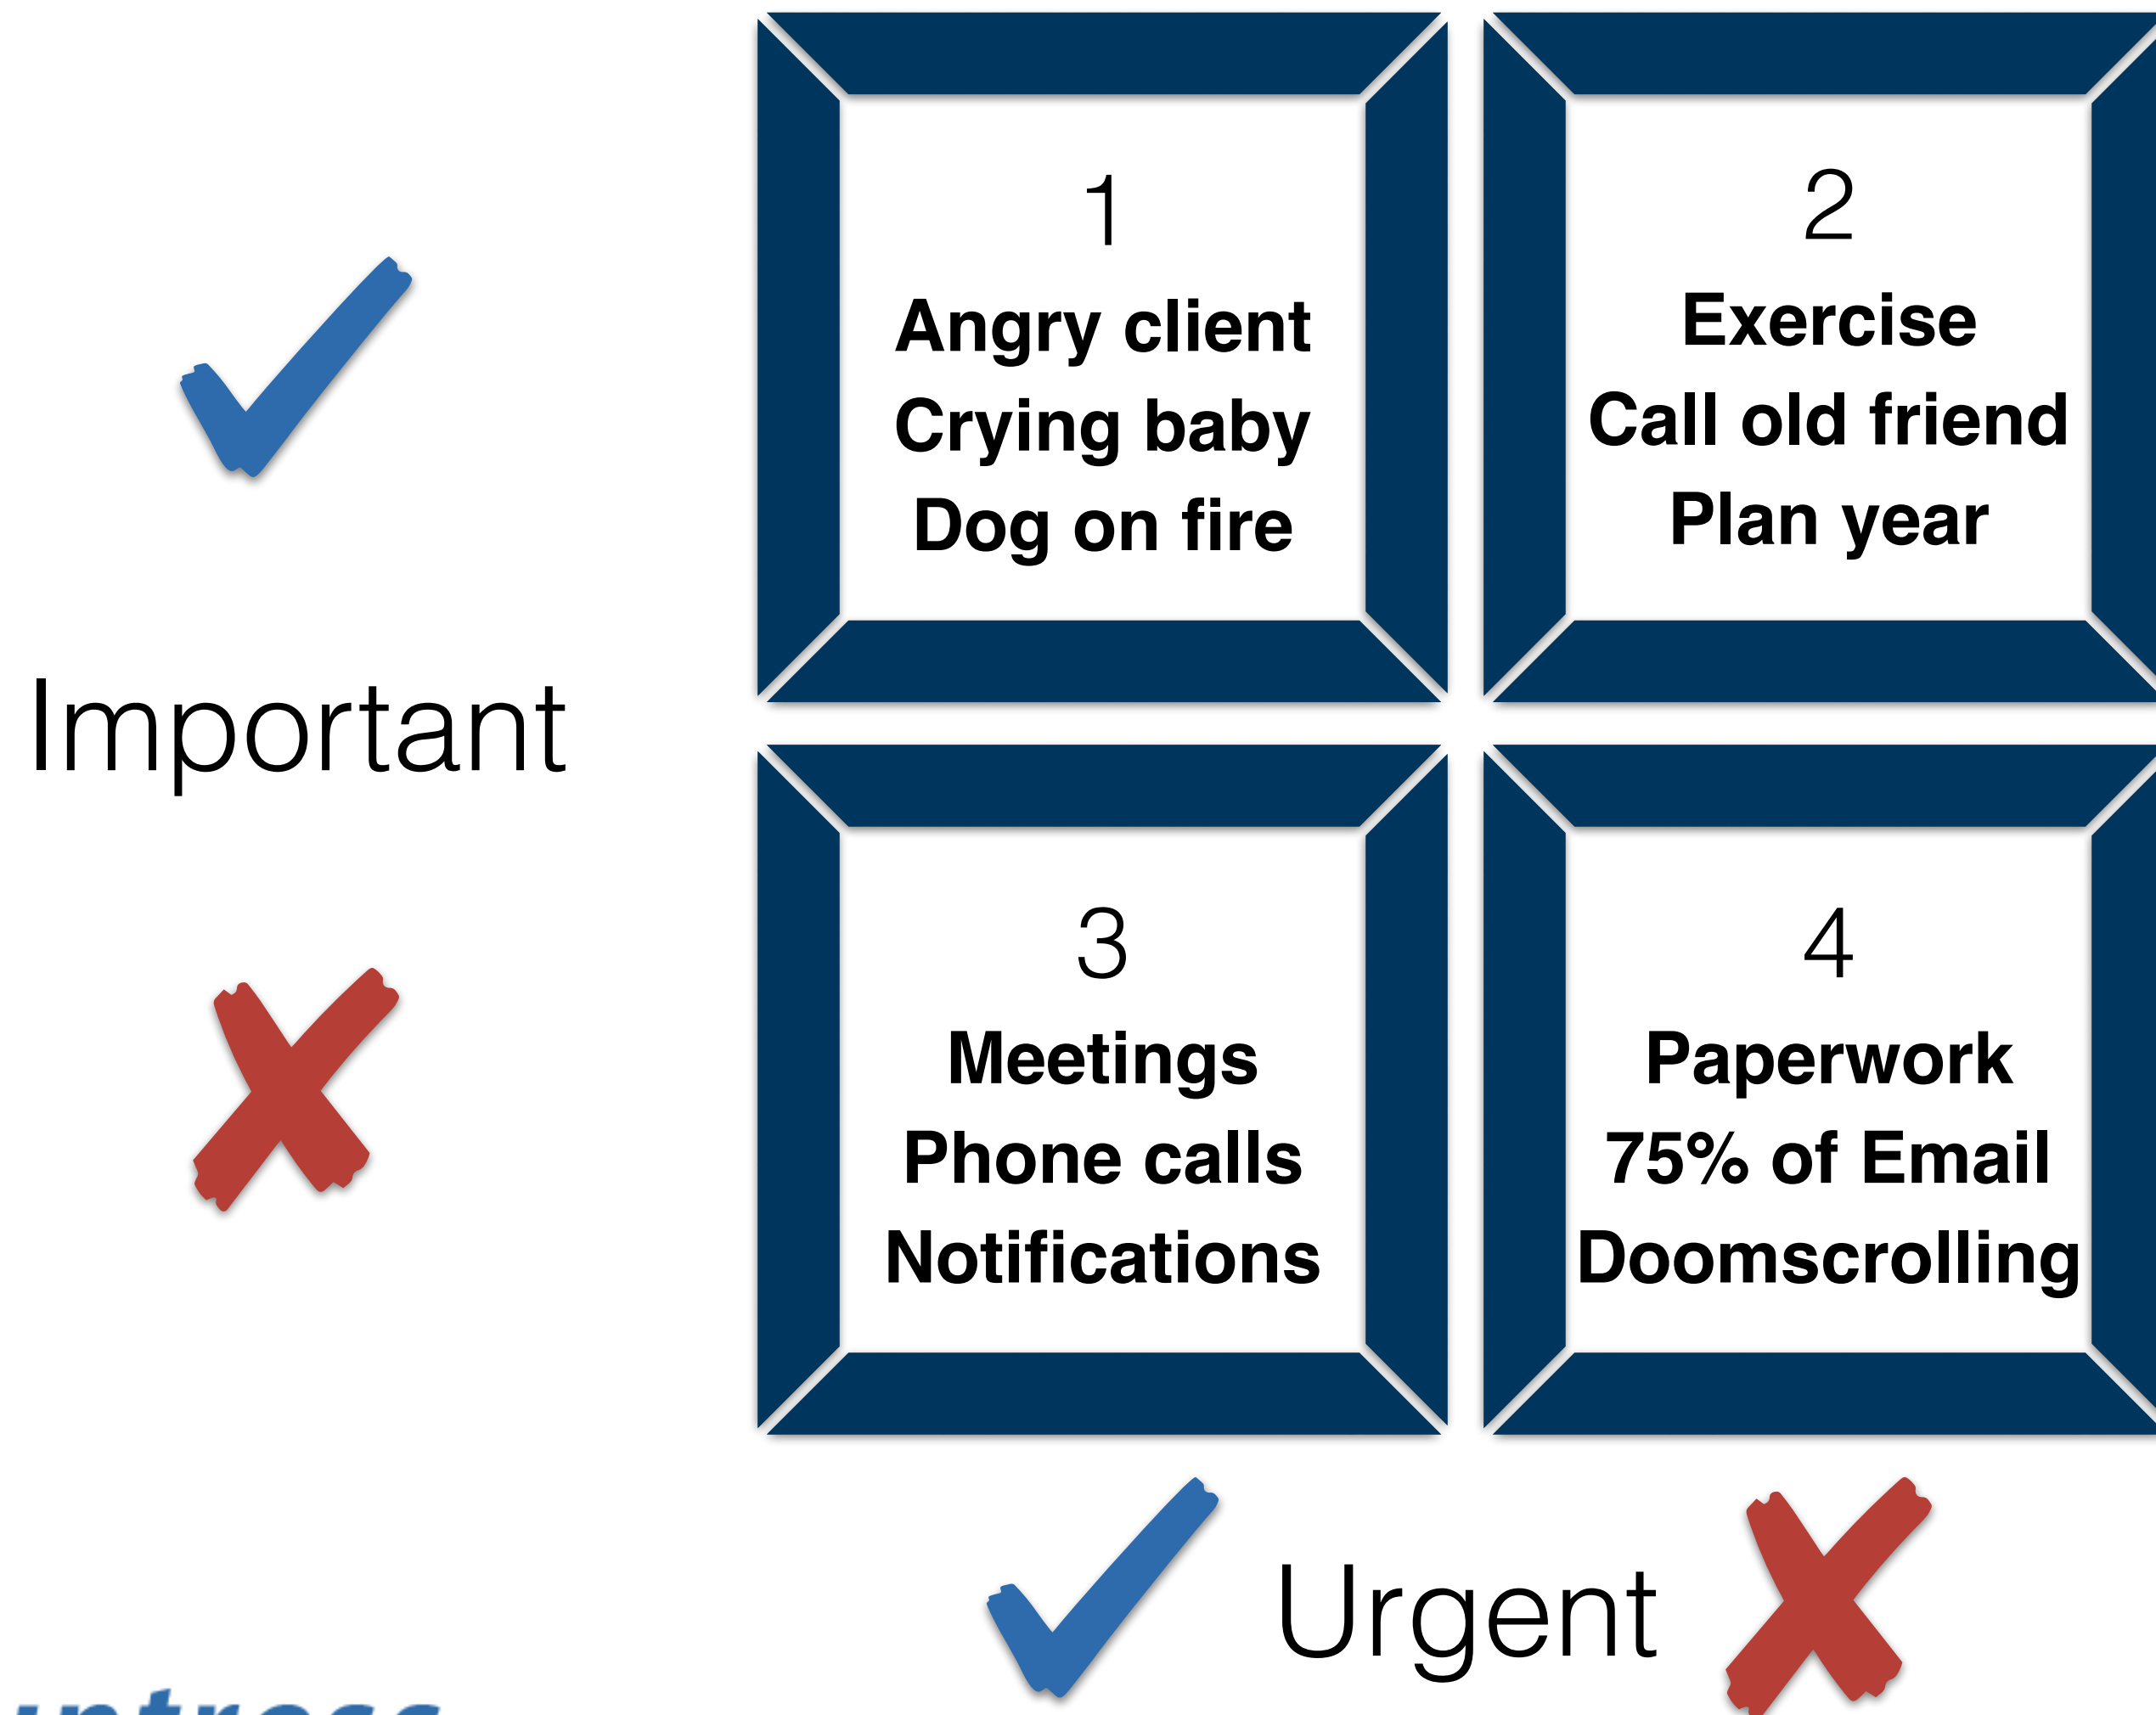 1
Angry client
Crying baby
Dog on fire
2
Exercise
Call old friend
Plan year
Important
3
Meetings
Phone calls
Notifications
4
Paperwork
75% of Email
Doomscrolling
Urgent